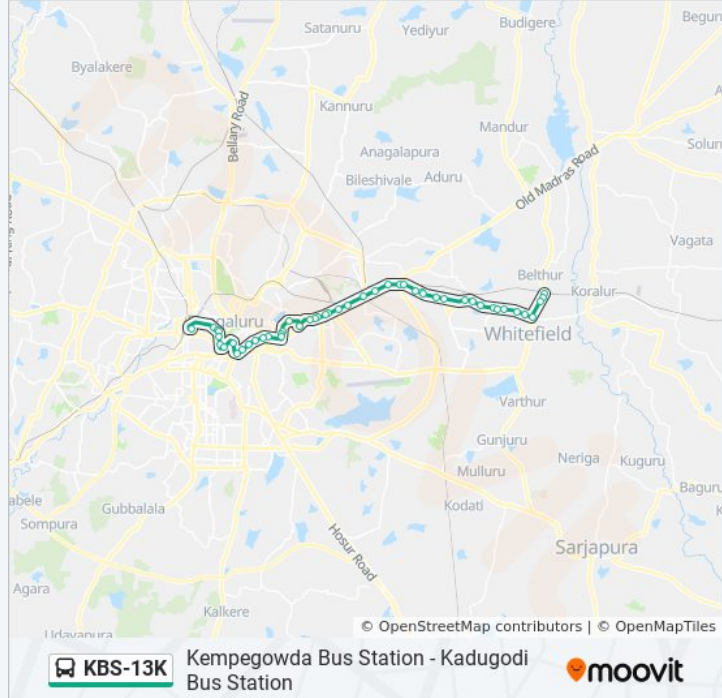 Satanuru
Yediyur
Budigere
Begun
Byalakere
Kannuru
Bellary Road
Mandur
Anagalapura
Bileshivale
Aduru
Solur
Old Madras Road
Vagata
Belthur
Koralur
galuru
Whitefield
Varthur
Gunjuru
Mulluru
Neriga
Kuguru
abele
Gubbalala
Kodati
Baguru
Sompura
Hosur Road
Sarjapura
Agara
Kalkere
Udayapura
© OpenStreetMap contributors | © OpenMapTiles
KBS-13K
Kempegowda Bus Station - Kadugodi
Bus Station
moovit